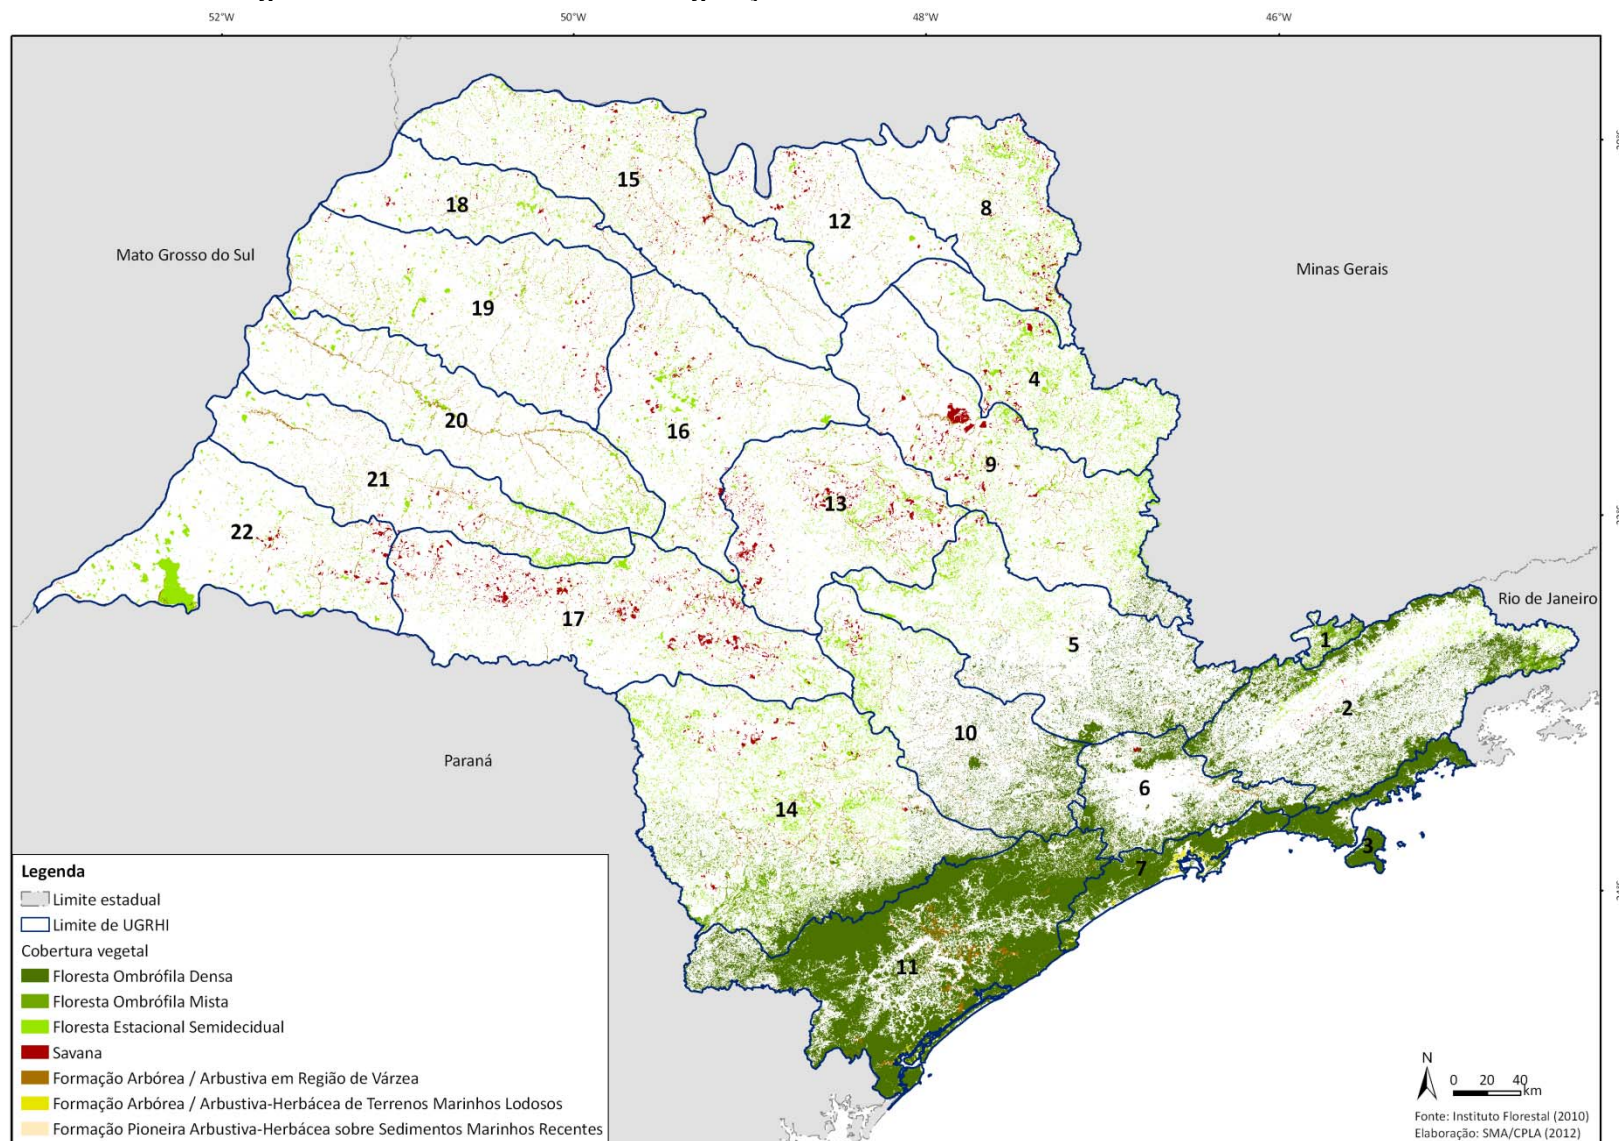 52°W
50°W
48°W
46°W
15
18
12
8
Mato Grosso do Sul
Minas Gerais
19
4
20
16
9
21
13
22
17
Rio de Janeiro
5
1
2
10
Paraná
6
14
3
7
11
Legenda
Limite estadual
Limite de UGRHI
Cobertura vegetal
Floresta Ombrófila Densa
Floresta Ombrófila Mista
Floresta Estacional Semidecidual
Savana
Formação Arbórea / Arbustiva em Região de Várzea
Formação Arbórea / Arbustiva-Herbácea de Terrenos Marinhos Lodosos
Formação Pioneira Arbustiva-Herbácea sobre Sedimentos Marinhos Recentes
N
0 20 40
km
Fonte: Instituto Florestal (2010)
Elaboração: SMA/CPLA (2012)